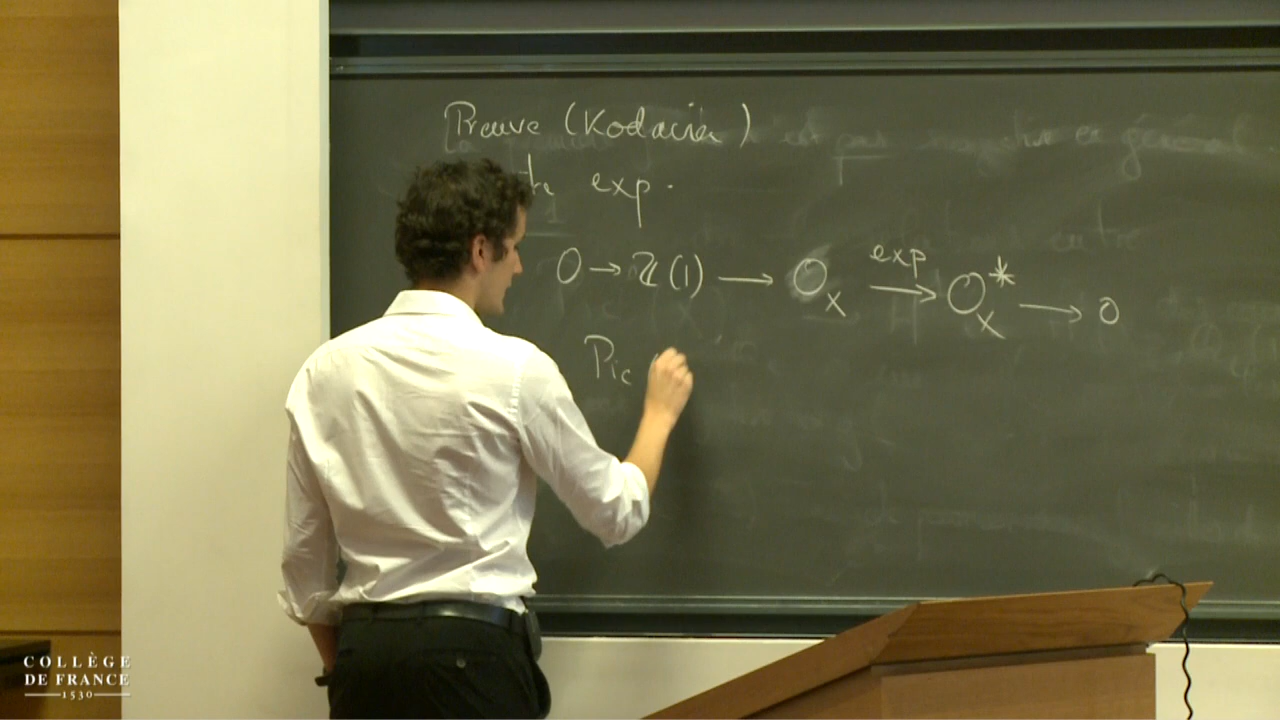 Preuve (Kodaira)
exp.
0 → ℤ(1) → O_X exp→ O_X^* → 0
Pic
COLLÈGE
DE FRANCE
1530